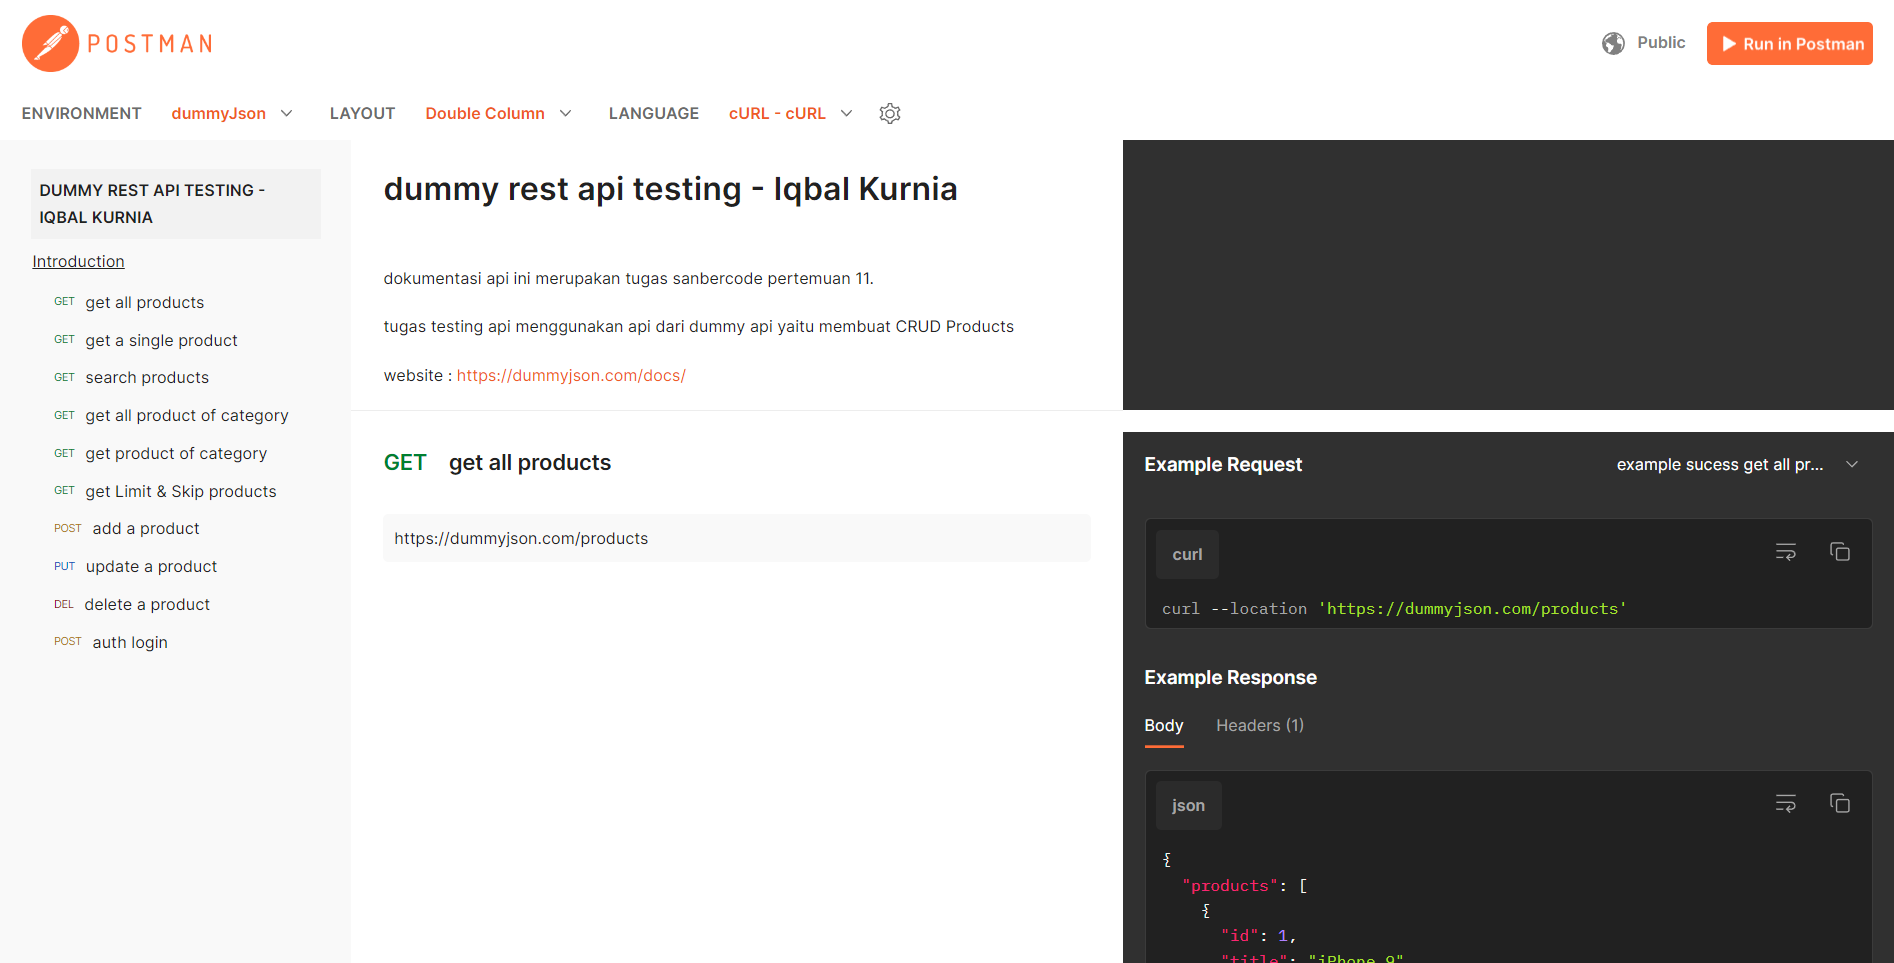 POSTMAN
Public
Run in Postman
ENVIRONMENT dummyJson LAYOUT Double Column LANGUAGE cURL - cURL
DUMMY REST API TESTING -
IQBAL KURNIA
Introduction
GET get all products
GET get a single product
GET search products
GET get all product of category
GET get product of category
GET get Limit & Skip products
POST add a product
PUT update a product
DEL delete a product
POST auth login
dummy rest api testing - Iqbal Kurnia
dokumentasi api ini merupakan tugas sanbercode pertemuan 11.
tugas testing api menggunakan api dari dummy api yaitu membuat CRUD Products
website : https://dummyjson.com/docs/
GET get all products
https://dummyjson.com/products
Example Request
example sucess get all pr...
curl
curl --location 'https://dummyjson.com/products'
Example Response
Body Headers (1)
json
{
"products": [
{
"id": 1,
"title": "iPhone 9"